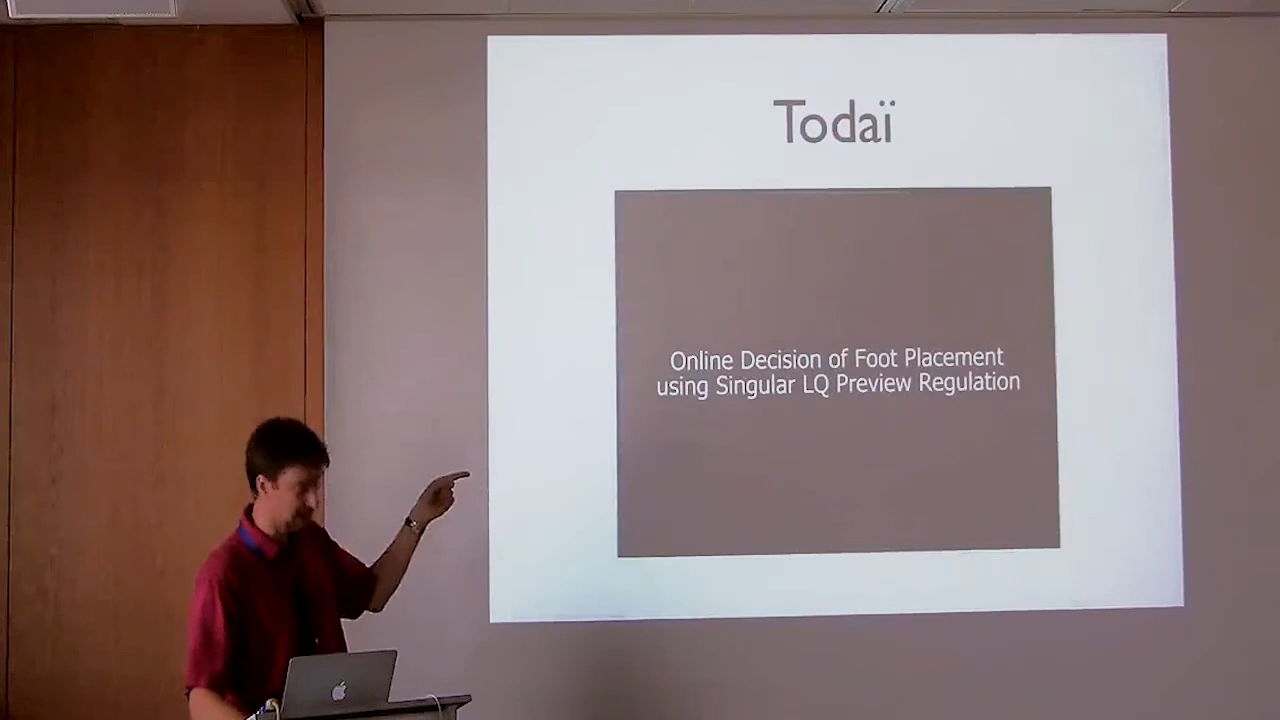 Todaï
Online Decision of Foot Placement
using Singular LQ Preview Regulation